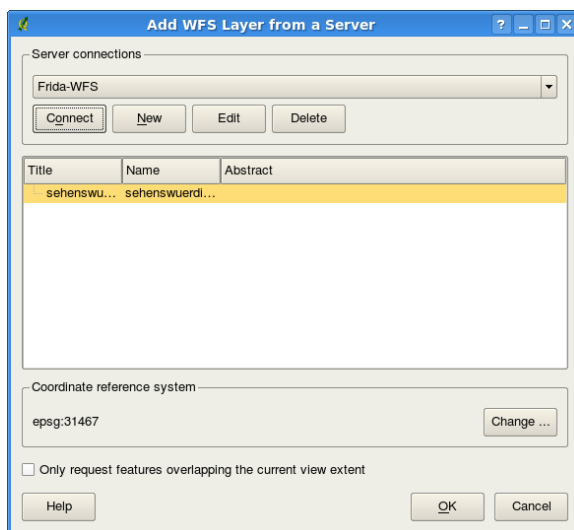 Add WFS Layer from a Server
Server connections
Frida-WFS
Connect New Edit Delete
Title Name Abstract
sehenswu... sehenswuerdi...
Coordinate reference system
epsg:31467
Change ...
Only request features overlapping the current view extent
Help OK Cancel